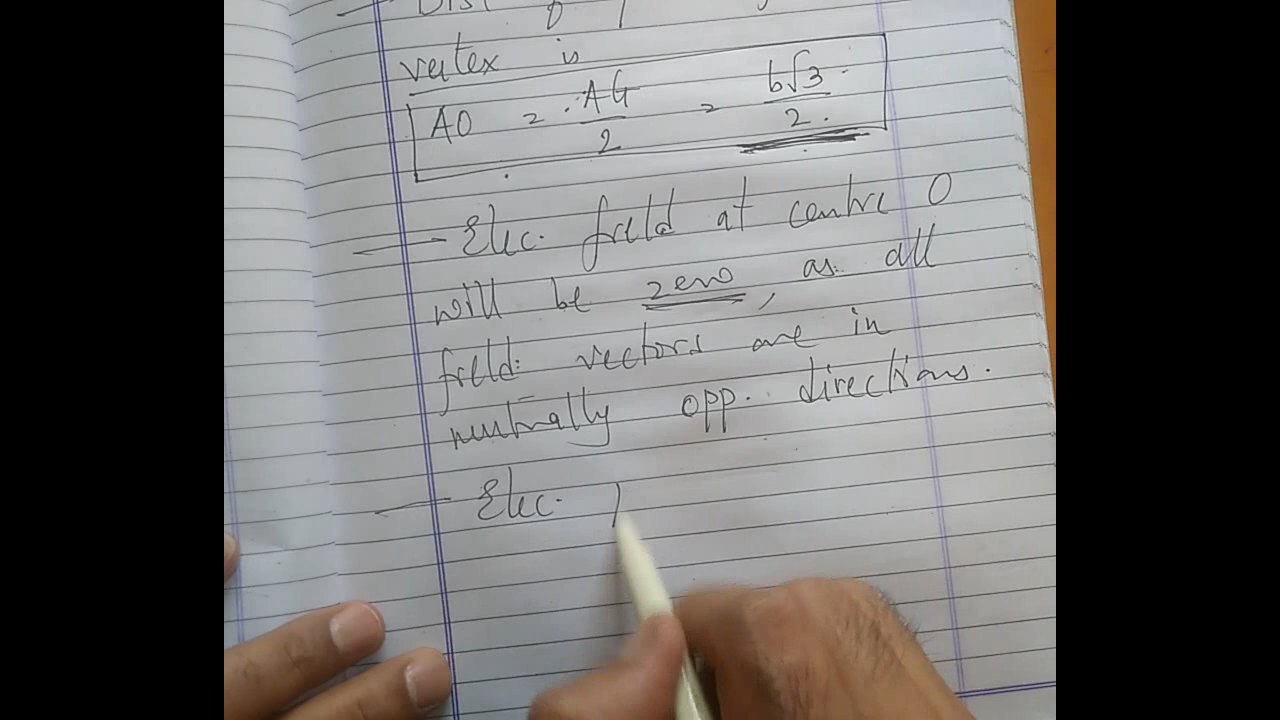 vertex is
AO = AG/2 = b√3/2.
— Elec. field at centre O
will be zero, as all
field vectors are in
mutually opp. directions.
— Elec.